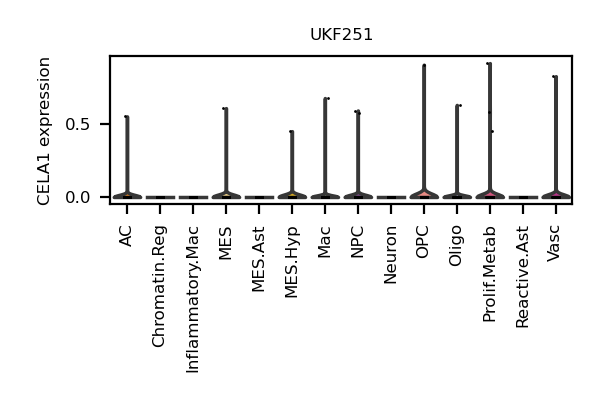 UKF251
CELA1 expression
0.5
0.0
AC
Chromatin.Reg
Inflammatory.Mac
MES
MES.Ast
MES.Hyp
Mac
NPC
Neuron
OPC
Oligo
Prolif.Metab
Reactive.Ast
Vasc